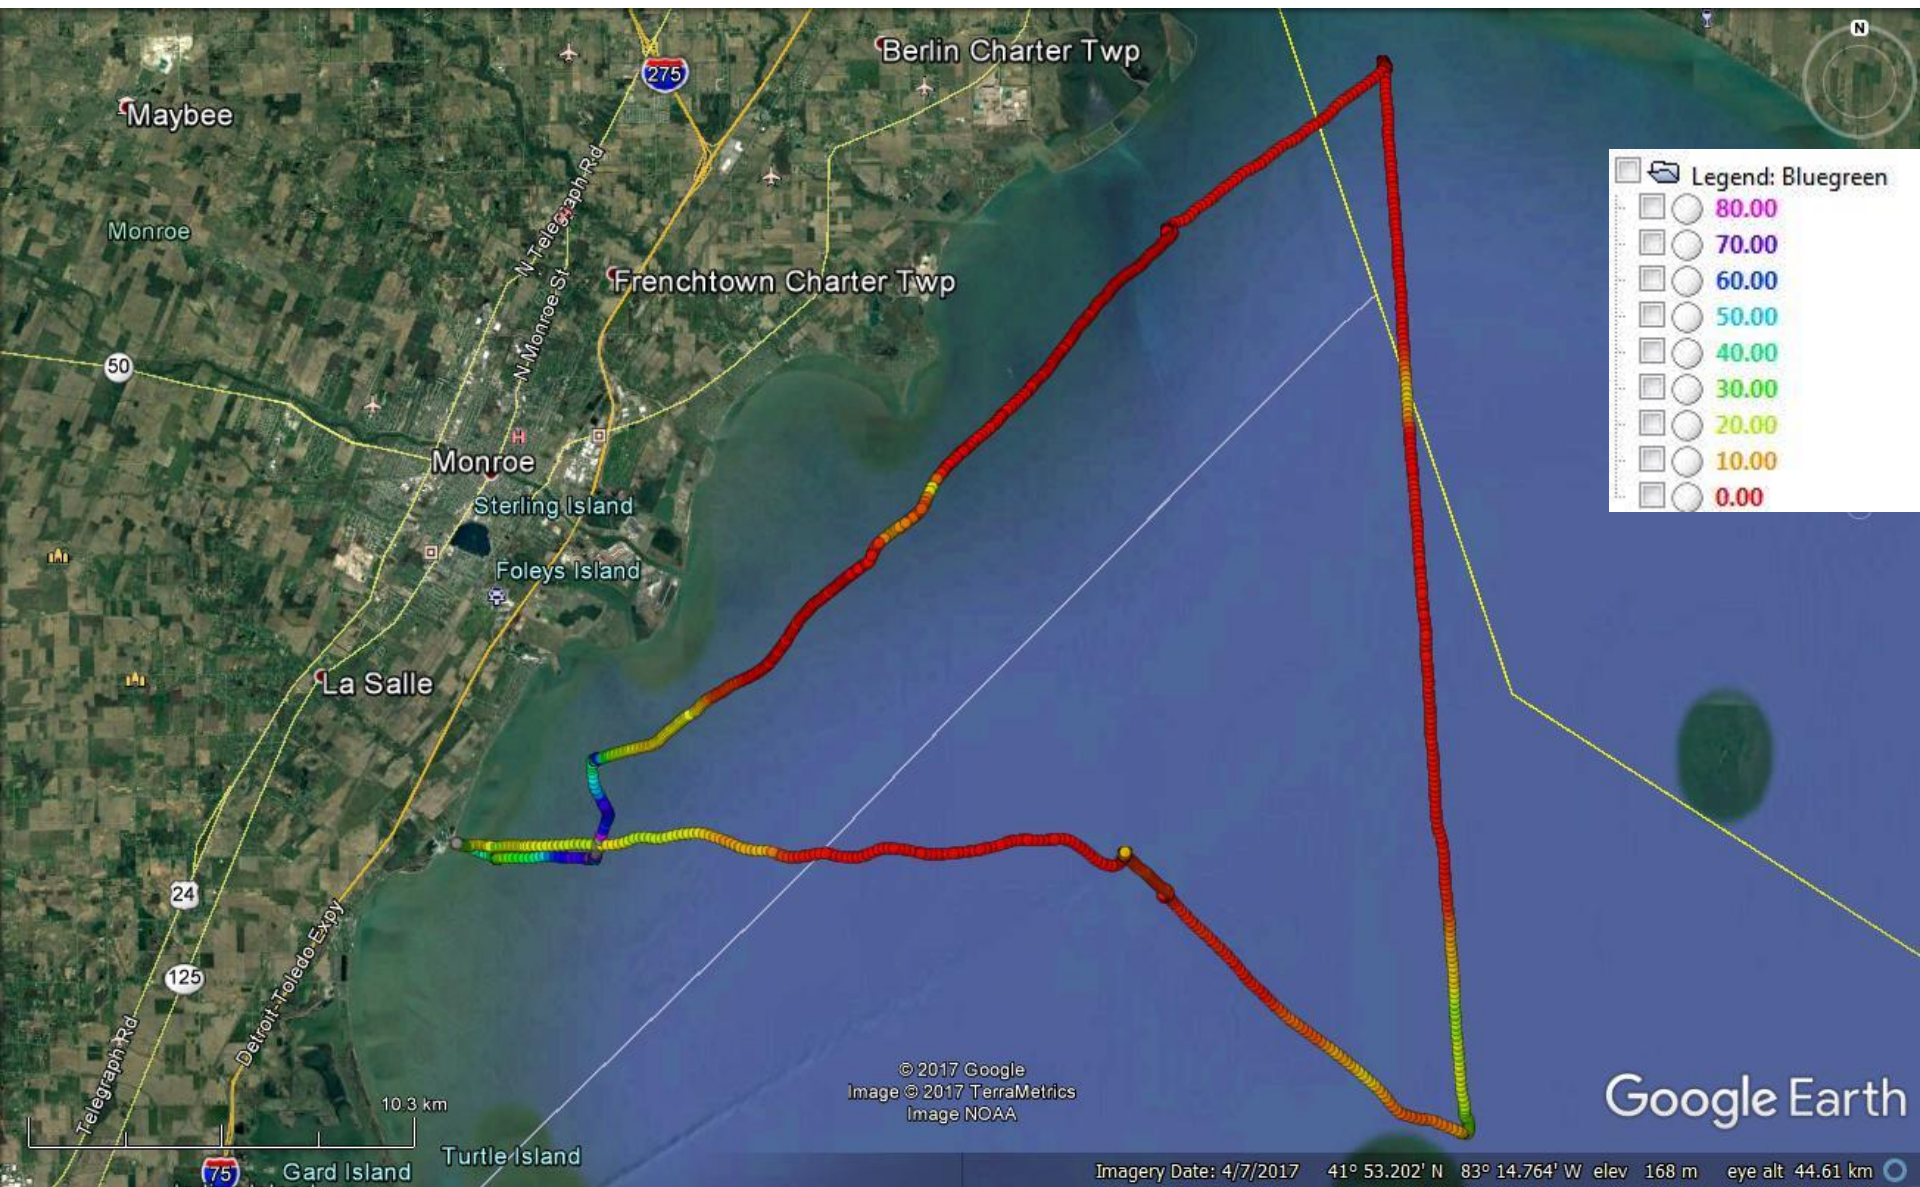 Berlin Charter Twp
275
Maybee
N
Legend: Bluegreen
80.00
70.00
60.00
50.00
40.00
30.00
20.00
10.00
0.00
N Telegraph Rd
Monroe
Frenchtown Charter Twp
N Monroe St
50
H
Monroe
Sterling Island
Foleys Island
La Salle
24
125
Detroit-Toledo Expy
Telegraph Rd
10.3 km
© 2017 Google
Image © 2017 TerraMetrics
Image NOAA
Google Earth
Turtle Island
75
Gard Island
Imagery Date: 4/7/2017 41° 53.202' N 83° 14.764' W elev 168 m eye alt 44.61 km